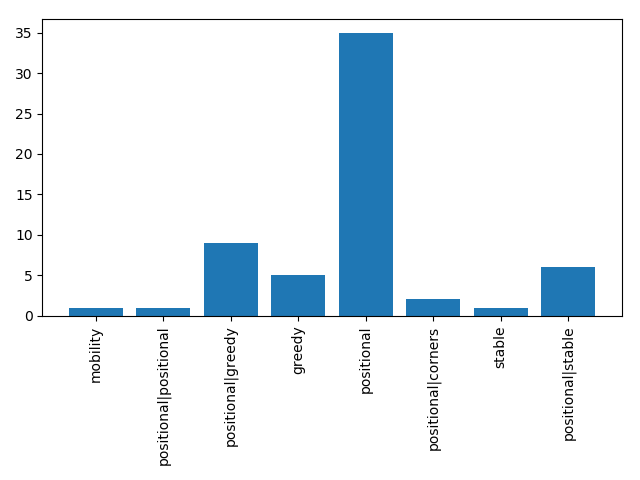 35
30
25
20
15
10
5
0
mobility
positional|positional
positional|greedy
greedy
positional
positional|corners
stable
positional|stable